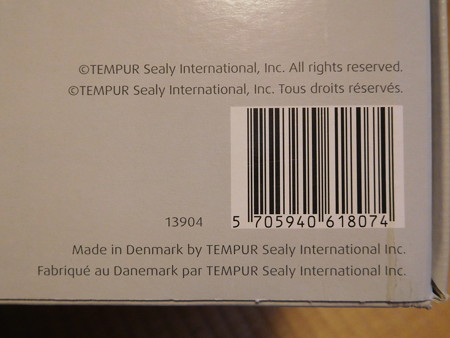 ©TEMPUR Sealy International, Inc. All rights reserved.
©TEMPUR Sealy International, Inc. Tous droits réservés.
13904
5 705940 618074
Made in Denmark by TEMPUR Sealy International Inc.
Fabriqué au Danemark par TEMPUR Sealy International Inc.